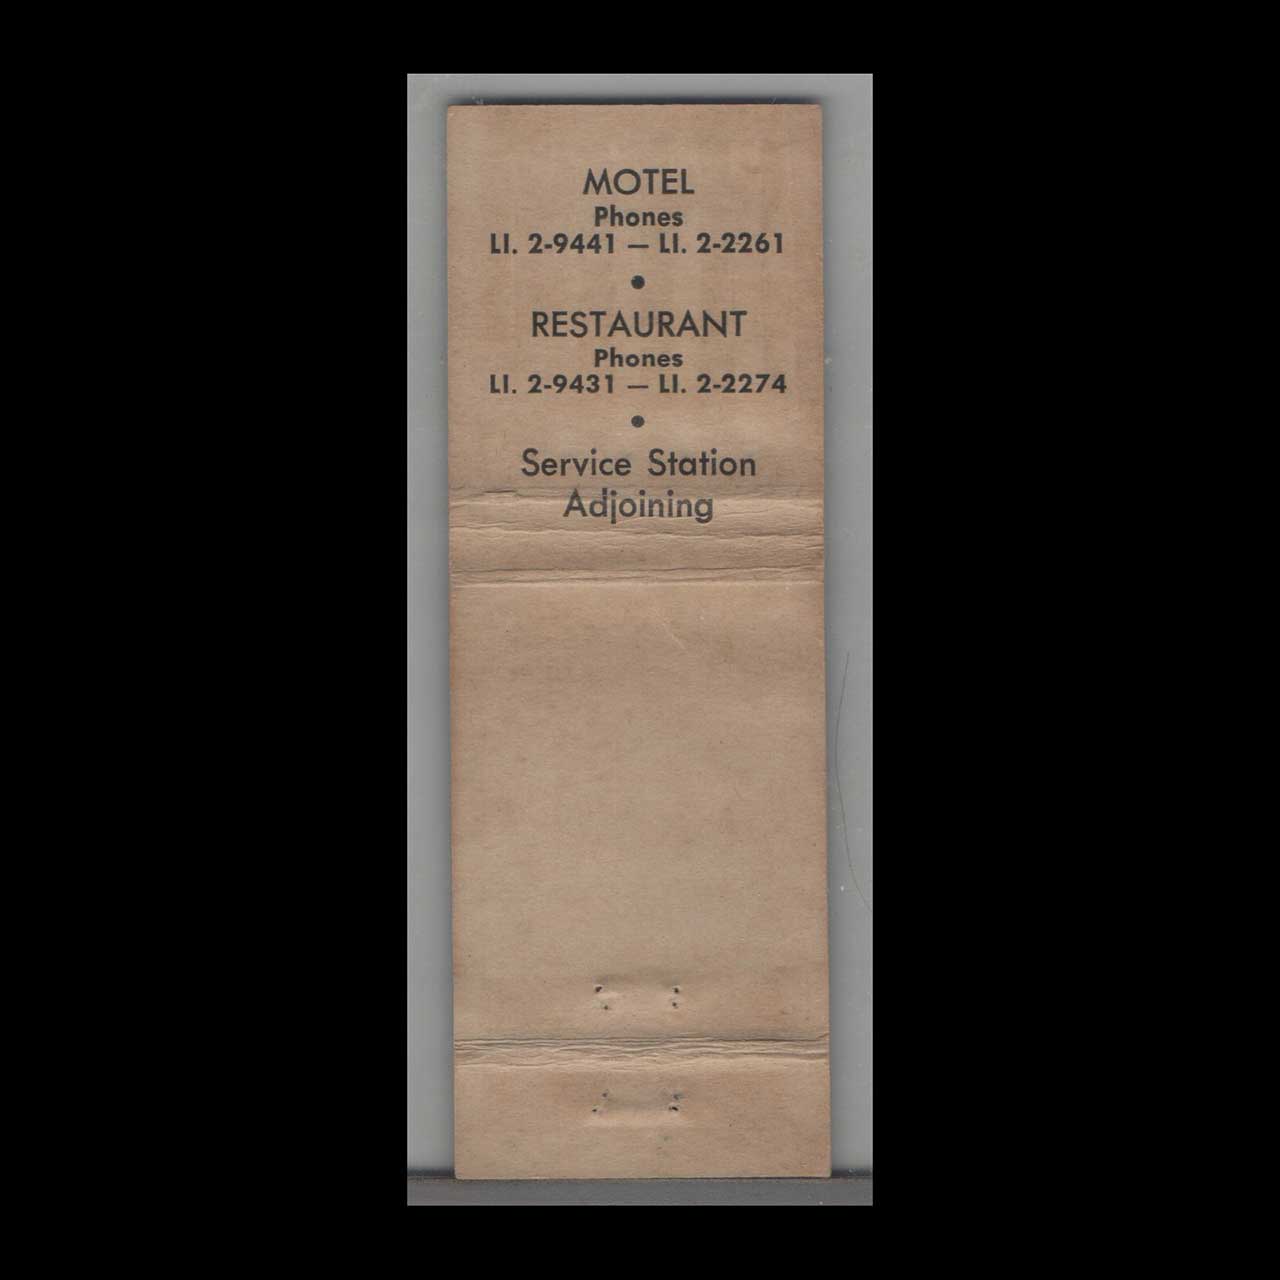 MOTEL
Phones
LI. 2-9441 — LI. 2-2261
●
RESTAURANT
Phones
LI. 2-9431 — LI. 2-2274
●
Service Station
Adjoining